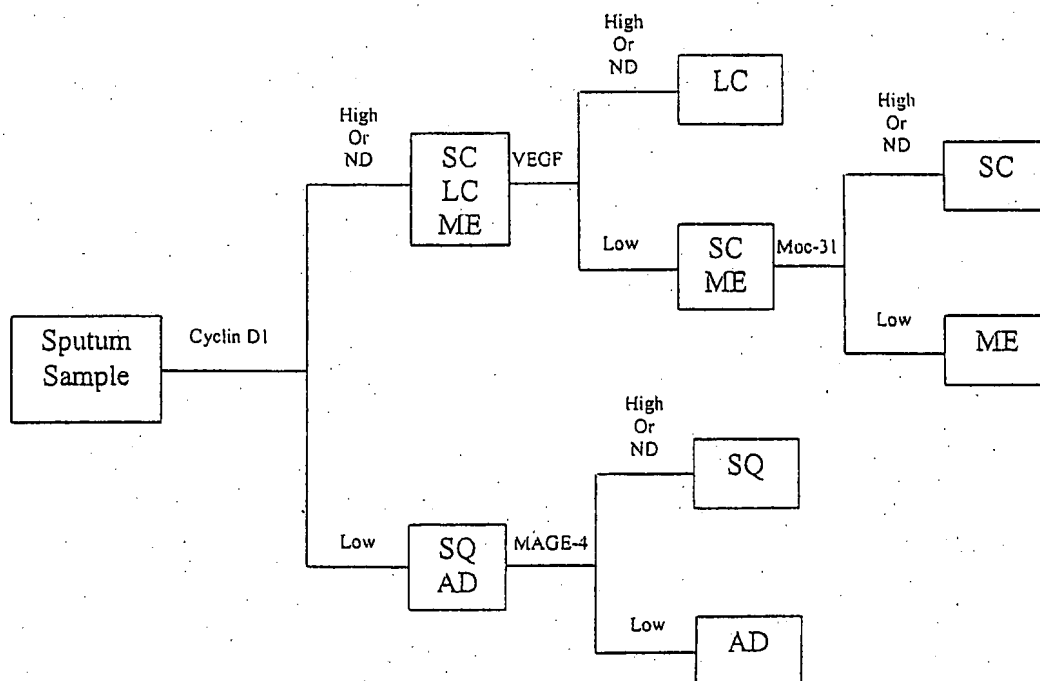 High
Or
ND
LC
High
Or
ND
SC
LC
ME
VEGF
High
Or
ND
SC
Low
SC
ME
Moc-31
Low
ME
Sputum
Sample
Cyclin D1
High
Or
ND
SQ
Low
SQ
AD
MAGE-4
Low
AD